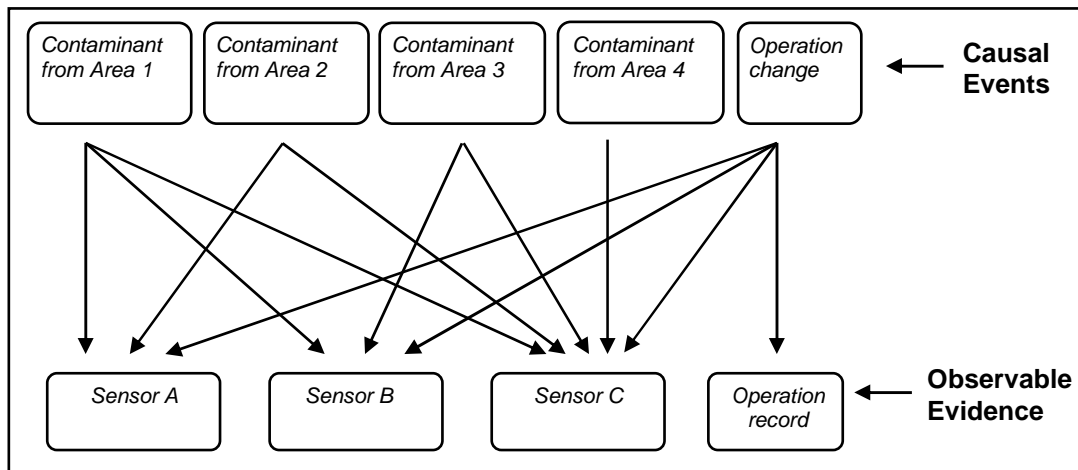 Contaminant
from Area 1
Contaminant
from Area 2
Contaminant
from Area 3
Contaminant
from Area 4
Operation
change
Causal
Events
Sensor A
Sensor B
Sensor C
Operation
record
Observable
Evidence